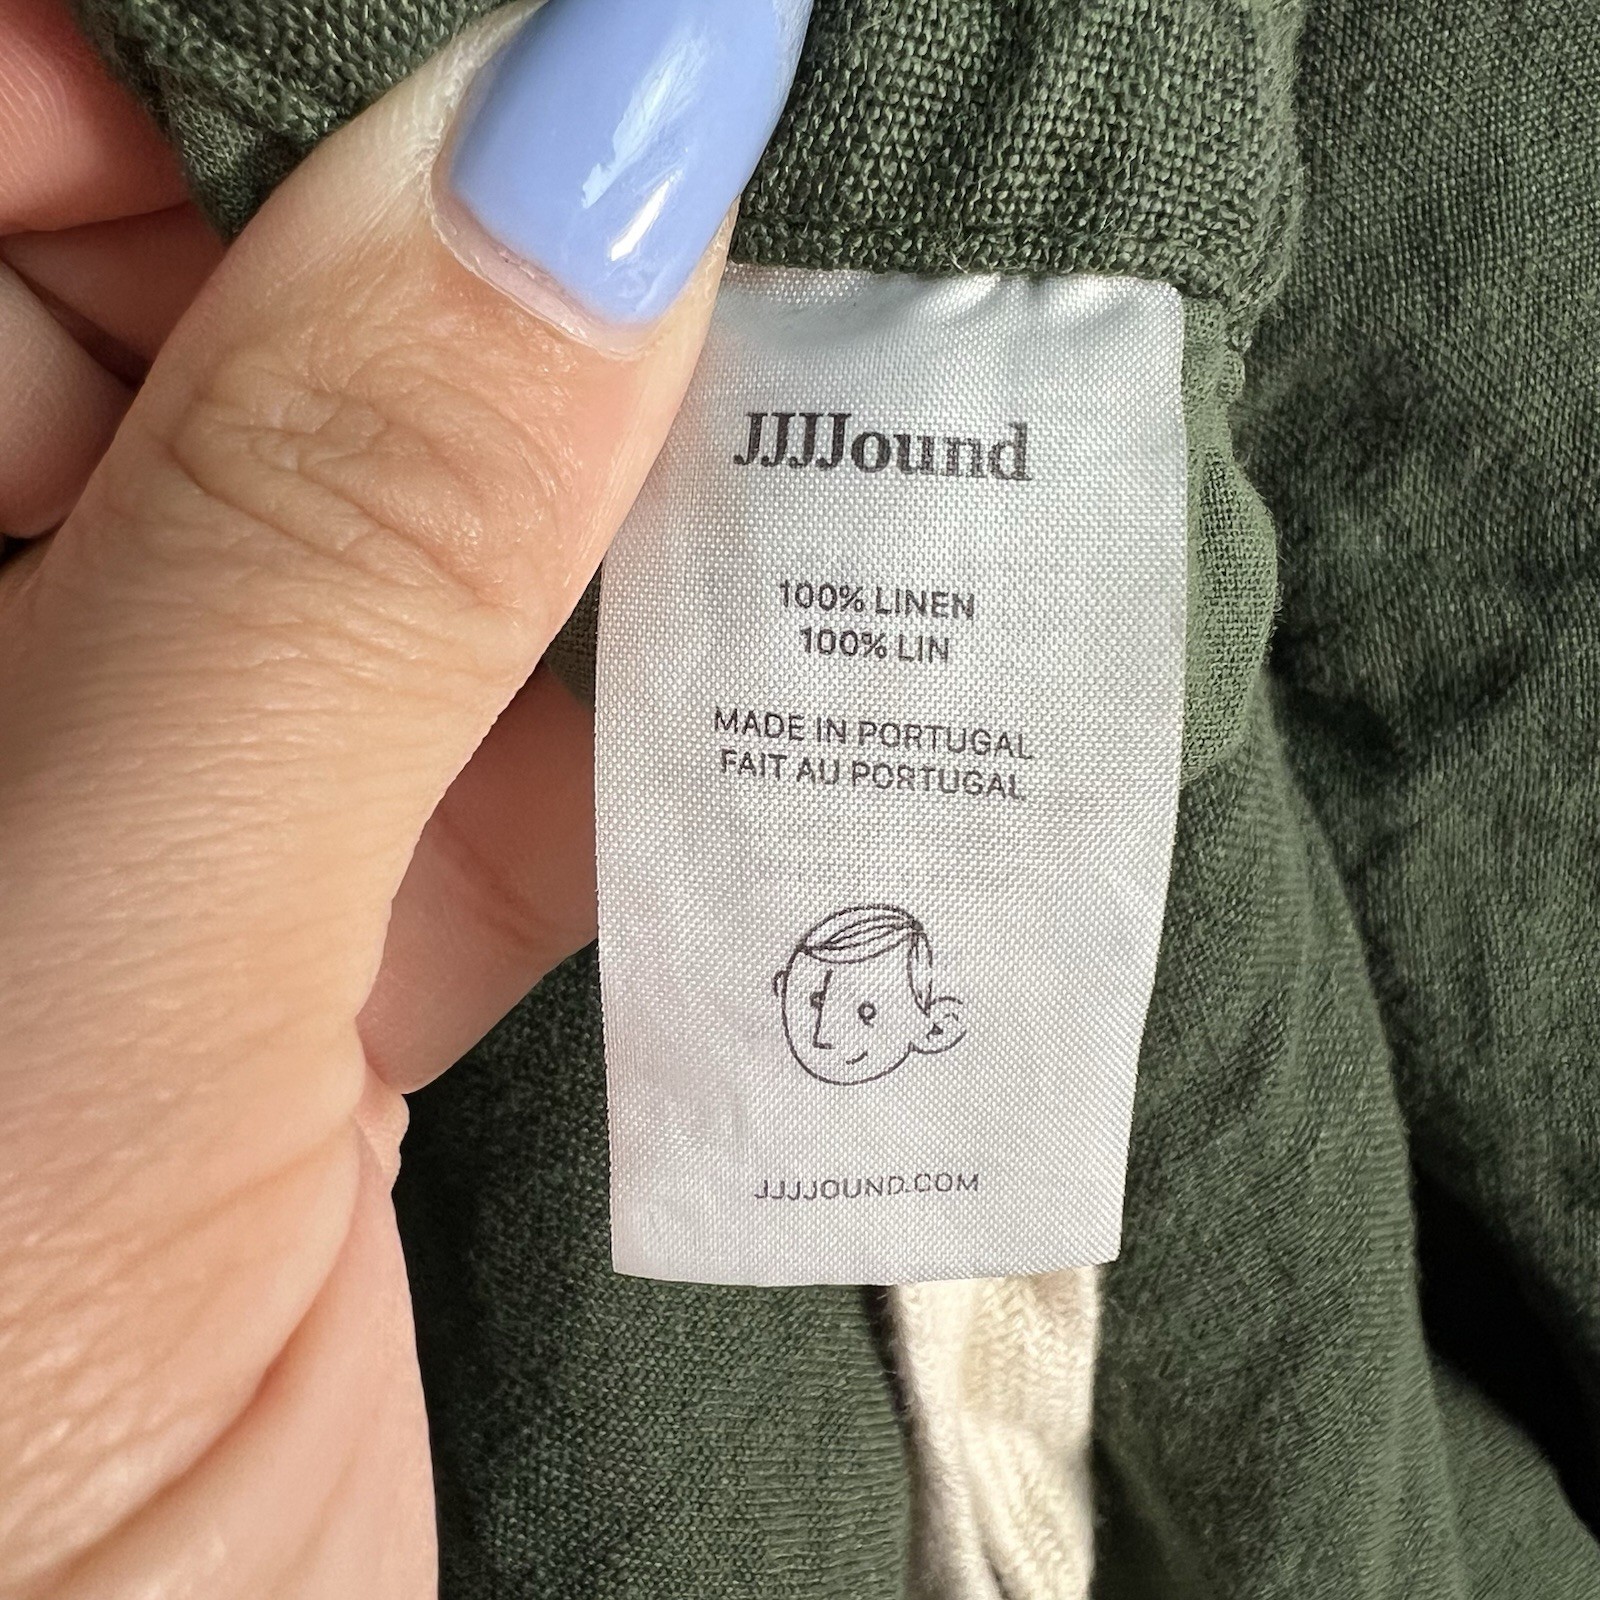 JJJJound
100% LINEN
100% LIN
MADE IN PORTUGAL
FAIT AU PORTUGAL
JJJJOUND.COM